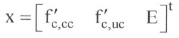 x = [f'c,cc f'c,uc E]^t